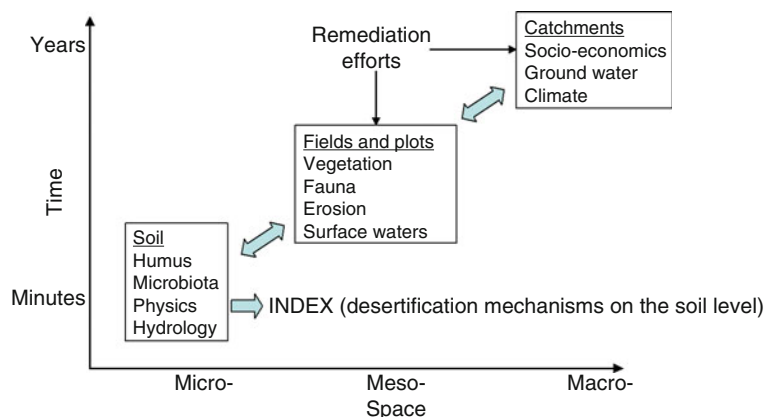 Years
Remediation
efforts
Catchments
Socio-economics
Ground water
Climate
Time
Fields and plots
Vegetation
Fauna
Erosion
Surface waters
Soil
Humus
Microbiota
Physics
Hydrology
Minutes
INDEX (desertification mechanisms on the soil level)
Micro-
Meso-
Macro-
Space